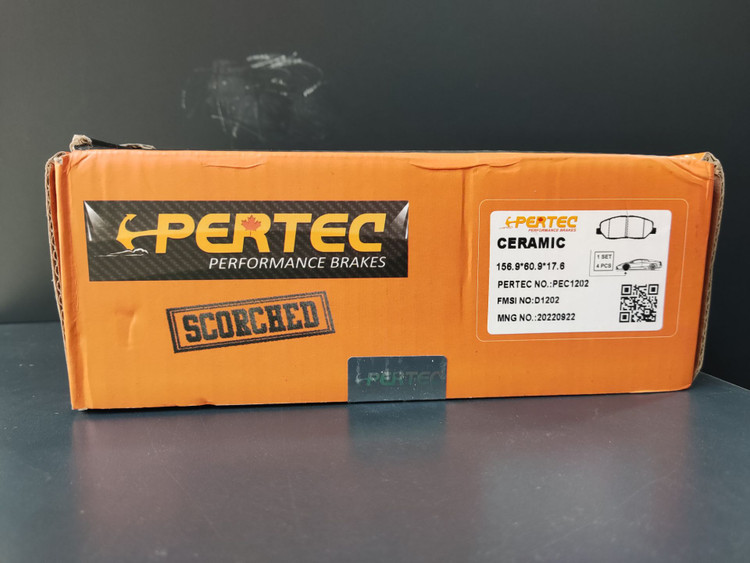 PERTEC
PERFORMANCE BRAKES
SCORCHED
PERTEC
PERTEC
PERFORMANCE BRAKES
CERAMIC
156.9*60.9*17.6
1 SET
4 PCS
PERTEC NO.:PEC1202
FMSI NO:D1202
MNG NO.:20220922